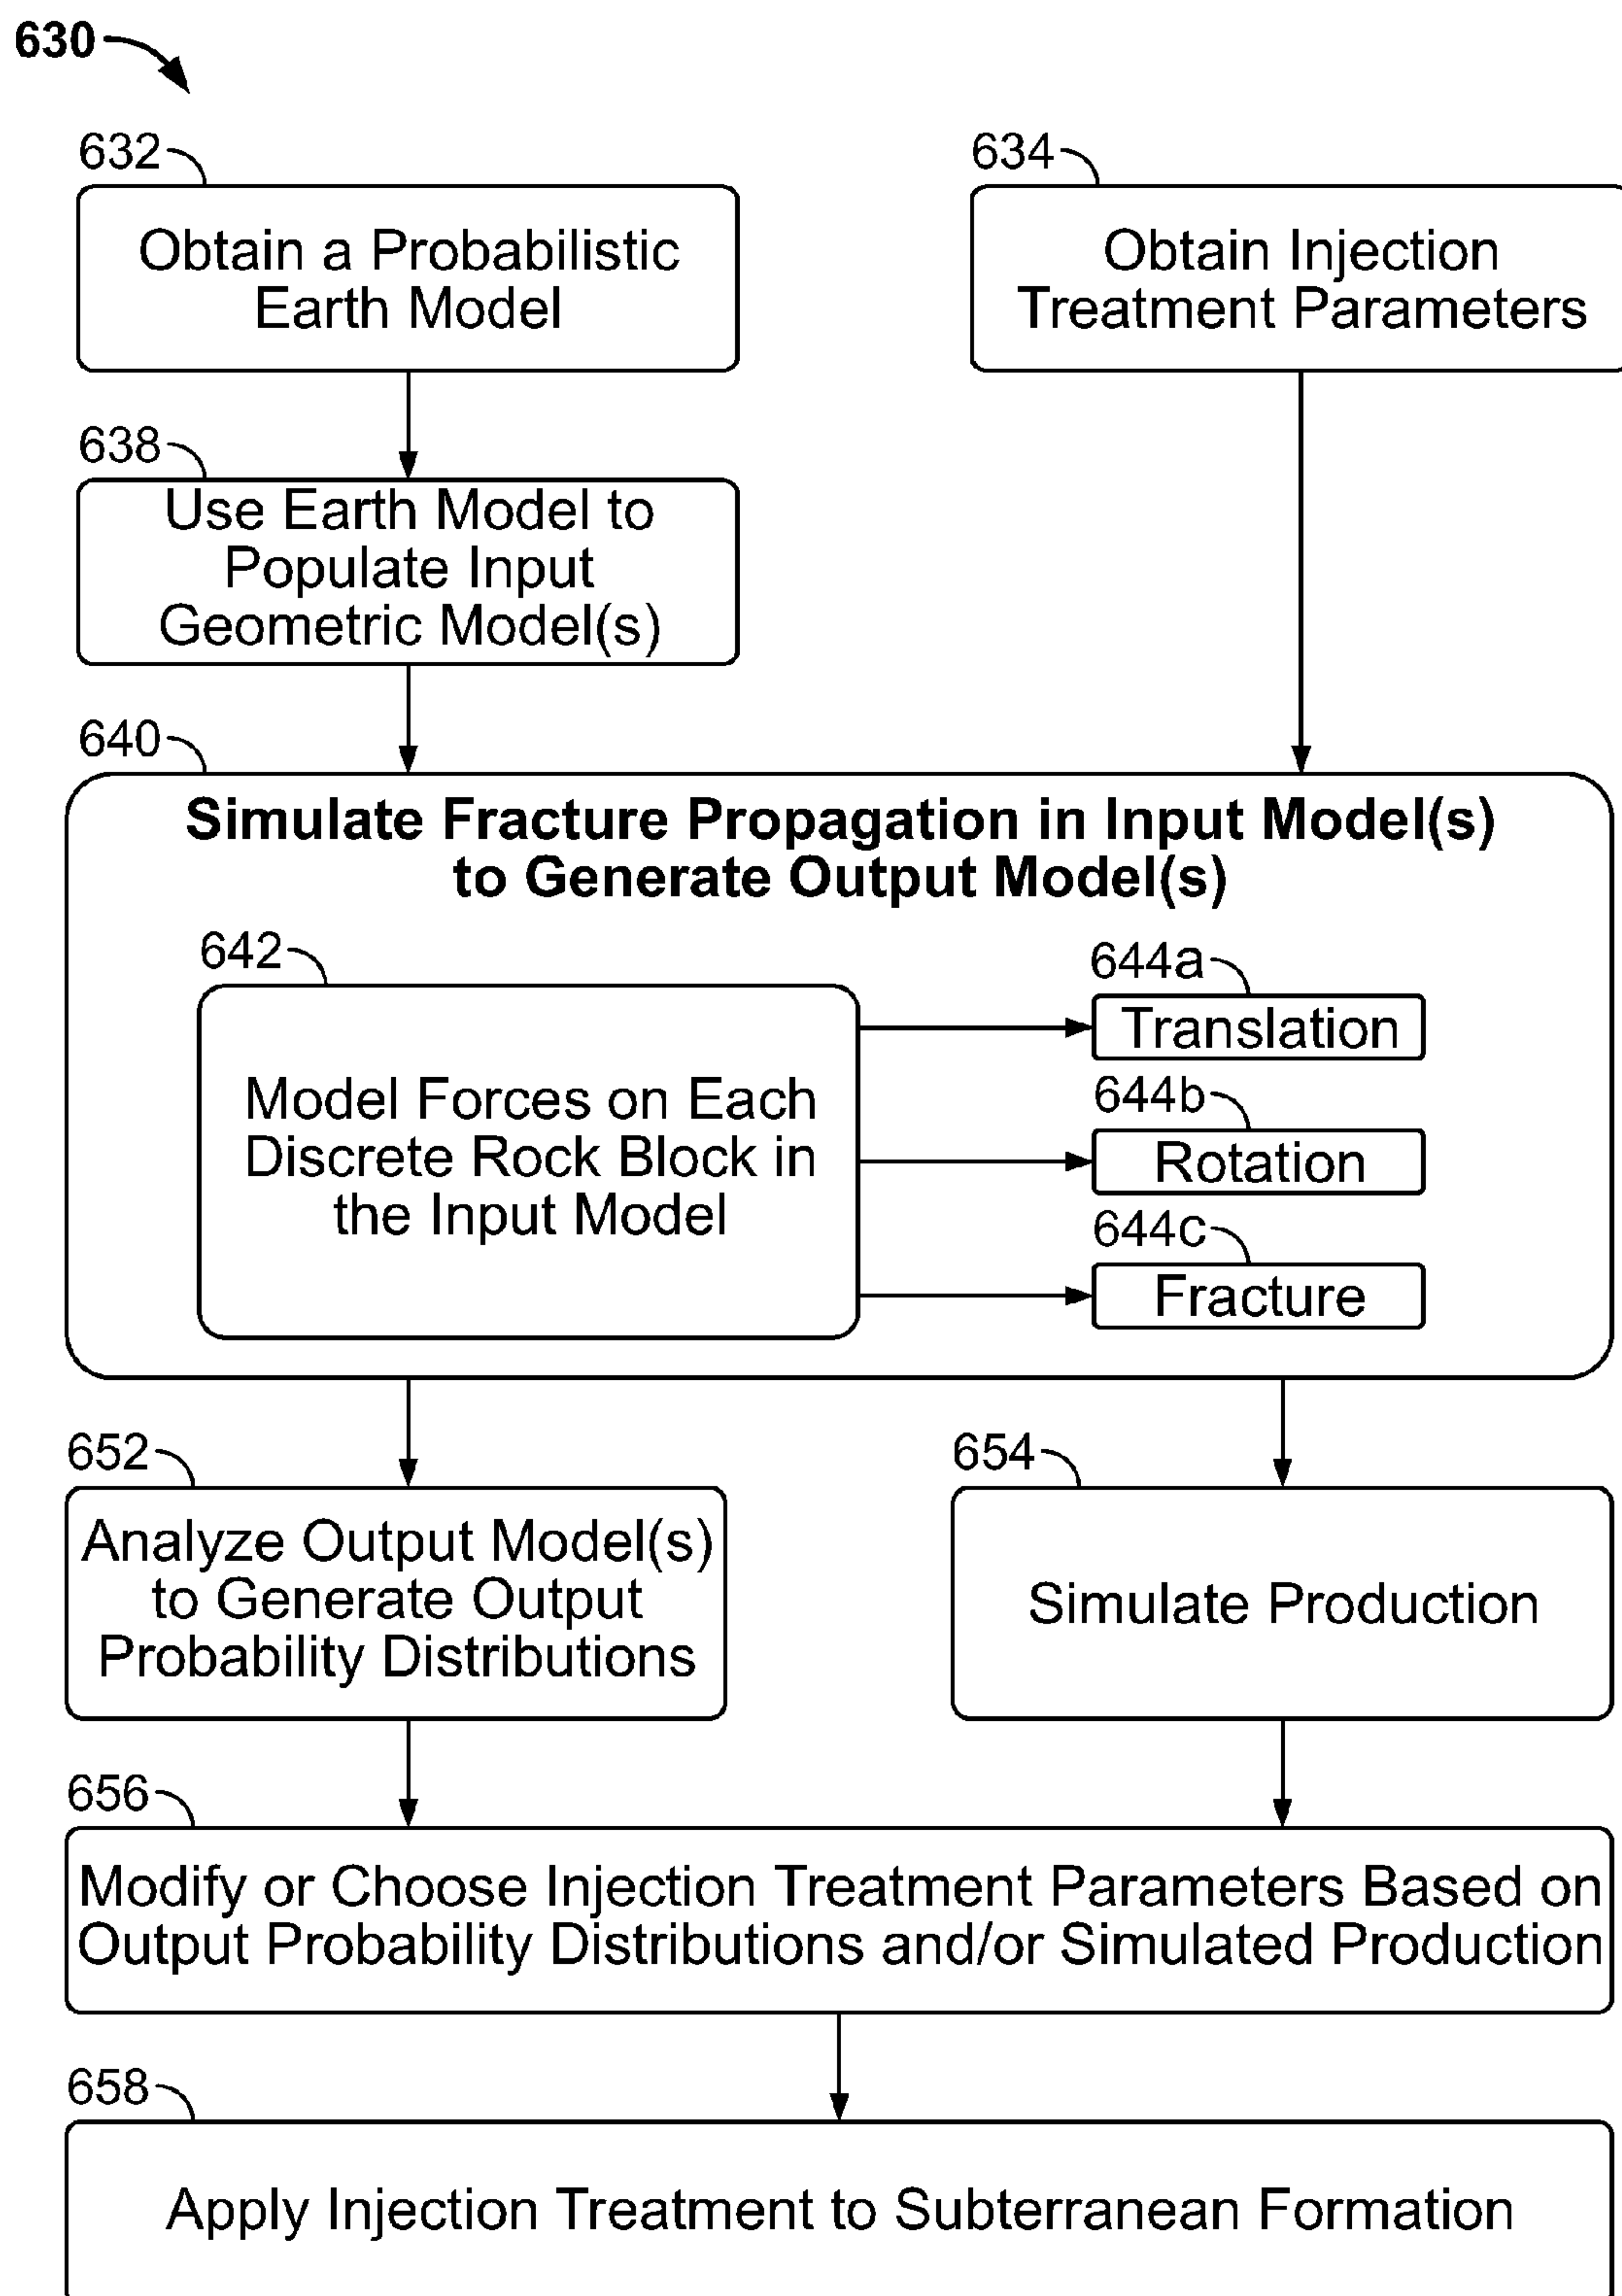 630
632
634
Obtain a Probabilistic
Earth Model
Obtain Injection
Treatment Parameters
638
Use Earth Model to
Populate Input
Geometric Model(s)
640
Simulate Fracture Propagation in Input Model(s)
to Generate Output Model(s)
642
Model Forces on Each
Discrete Rock Block in
the Input Model
644a
Translation
644b
Rotation
644c
Fracture
652
Analyze Output Model(s)
to Generate Output
Probability Distributions
654
Simulate Production
656
Modify or Choose Injection Treatment Parameters Based on
Output Probability Distributions and/or Simulated Production
658
Apply Injection Treatment to Subterranean Formation